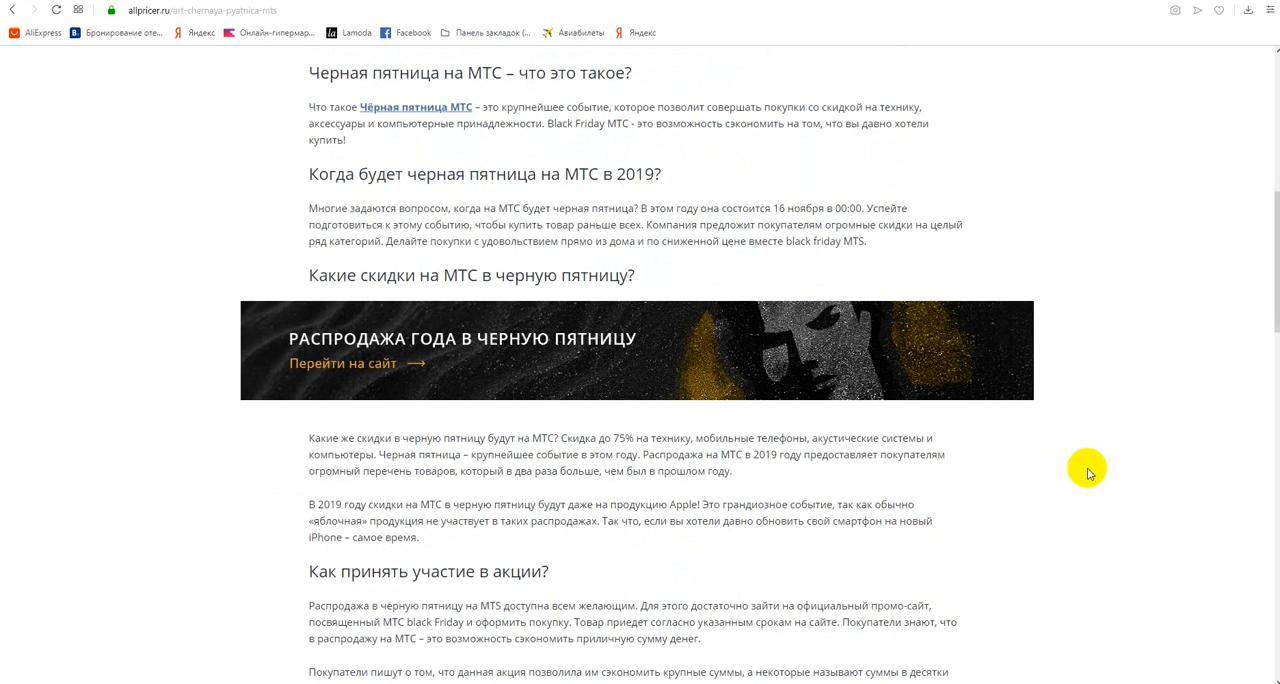 allpricer.ru/art-chernaya-pyatnica-mts
AliExpress
Бронирование оте...
Яндекс
Онлайн-гипермар...
Lamoda
Facebook
Панель закладок (...
Авиабилеты
Яндекс
Черная пятница на МТС – что это такое?
Что такое Чёрная пятница МТС – это крупнейшее событие, которое позволит совершать покупки со скидкой на технику,
аксессуары и компьютерные принадлежности. Black Friday МТС - это возможность сэкономить на том, что вы давно хотели
купить!
Когда будет черная пятница на МТС в 2019?
Многие задаются вопросом, когда на МТС будет черная пятница? В этом году она состоится 16 ноября в 00:00. Успейте
подготовиться к этому событию, чтобы купить товар раньше всех. Компания предложит покупателям огромные скидки на целый
ряд категорий. Делайте покупки с удовольствием прямо из дома и по сниженной цене вместе black friday MTS.
Какие скидки на МТС в черную пятницу?
РАСПРОДАЖА ГОДА В ЧЕРНУЮ ПЯТНИЦУ
Перейти на сайт
Какие же скидки в черную пятницу будут на МТС? Скидка до 75% на технику, мобильные телефоны, акустические системы и
компьютеры. Черная пятница – крупнейшее событие в этом году. Распродажа на МТС в 2019 году предоставляет покупателям
огромный перечень товаров, который в два раза больше, чем был в прошлом году.
В 2019 году скидки на МТС в черную пятницу будут даже на продукцию Apple! Это грандиозное событие, так как обычно
«яблочная» продукция не участвует в таких распродажах. Так что, если вы хотели давно обновить свой смартфон на новый
iPhone – самое время.
Как принять участие в акции?
Распродажа в чёрную пятницу на MTS доступна всем желающим. Для этого достаточно зайти на официальный промо-сайт,
посвященный МТС black Friday и оформить покупку. Товар приедет согласно указанным срокам на сайте. Покупатели знают, что
в распродажу на МТС – это возможность сэкономить приличную сумму денег.
Покупатели пишут о том, что данная акция позволила им сэкономить крупные суммы, а некоторые называют суммы в десятки